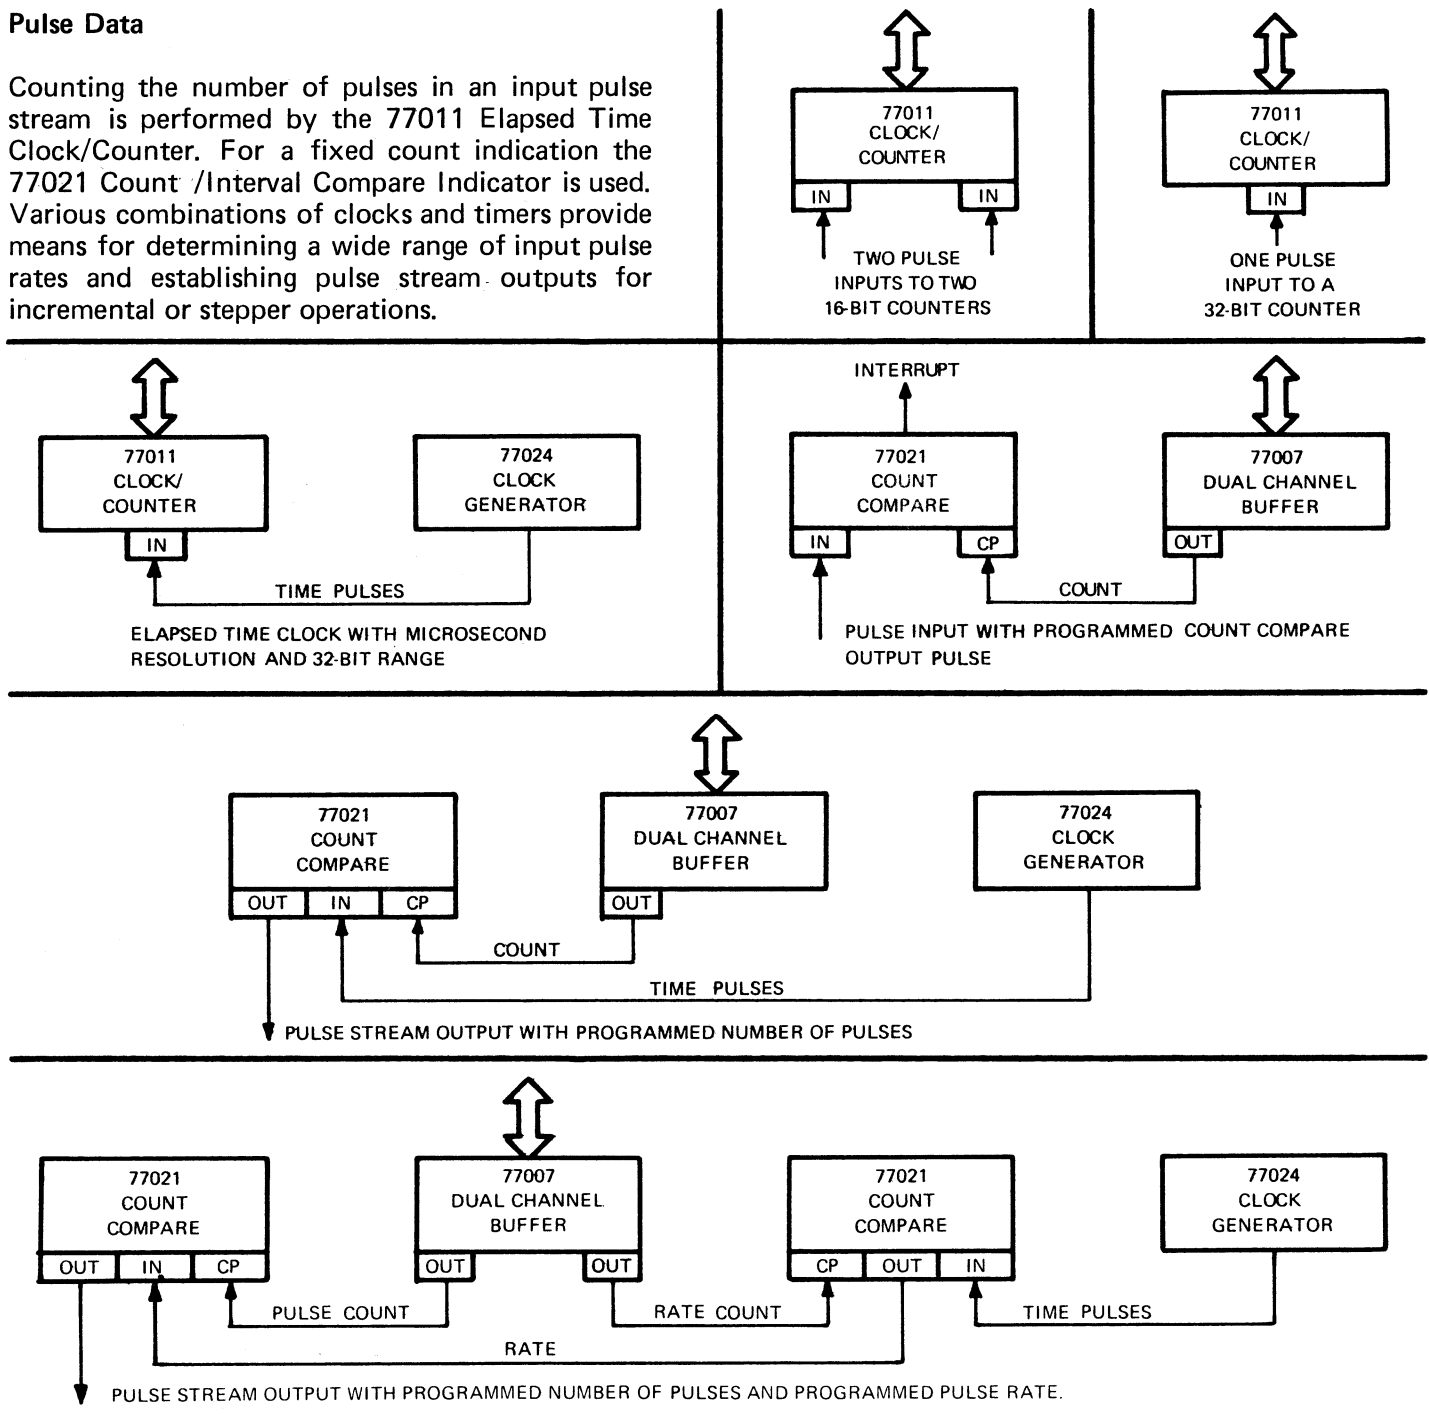 Pulse Data
Counting the number of pulses in an input pulse
stream is performed by the 77011 Elapsed Time
Clock/Counter. For a fixed count indication the
77021 Count /Interval Compare Indicator is used.
Various combinations of clocks and timers provide
means for determining a wide range of input pulse
rates and establishing pulse stream outputs for
incremental or stepper operations.
77011
CLOCK/
COUNTER
IN
IN
TWO PULSE
INPUTS TO TWO
16-BIT COUNTERS
77011
CLOCK/
COUNTER
IN
ONE PULSE
INPUT TO A
32-BIT COUNTER
77011
CLOCK/
COUNTER
IN
77024
CLOCK
GENERATOR
TIME PULSES
ELAPSED TIME CLOCK WITH MICROSECOND
RESOLUTION AND 32-BIT RANGE
INTERRUPT
77021
COUNT
COMPARE
IN
CP
77007
DUAL CHANNEL
BUFFER
OUT
COUNT
PULSE INPUT WITH PROGRAMMED COUNT COMPARE
OUTPUT PULSE
77021
COUNT
COMPARE
OUT
IN
CP
77007
DUAL CHANNEL
BUFFER
OUT
77024
CLOCK
GENERATOR
COUNT
TIME PULSES
PULSE STREAM OUTPUT WITH PROGRAMMED NUMBER OF PULSES
77021
COUNT
COMPARE
OUT
IN
CP
77007
DUAL CHANNEL
BUFFER
OUT
OUT
77021
COUNT
COMPARE
CP
OUT
IN
77024
CLOCK
GENERATOR
PULSE COUNT
RATE COUNT
TIME PULSES
RATE
PULSE STREAM OUTPUT WITH PROGRAMMED NUMBER OF PULSES AND PROGRAMMED PULSE RATE.